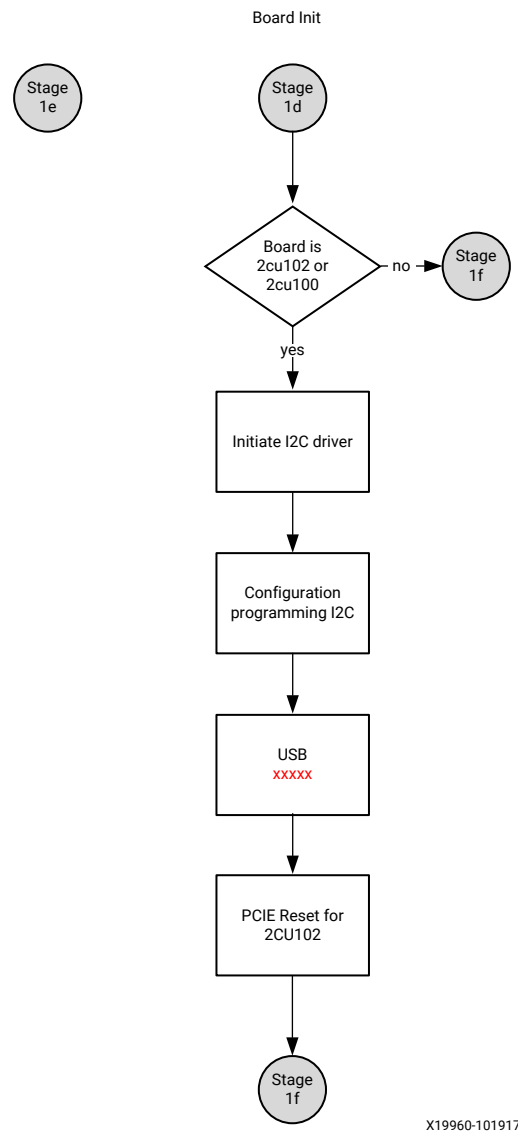 Board Init
Stage
1e
Stage
1d
Board is
2cu102 or
2cu100
no
Stage
1f
yes
Initiate I2C driver
Configuration
programming I2C
USB
xxxxx
PCIE Reset for
2CU102
Stage
1f
X19960-101917